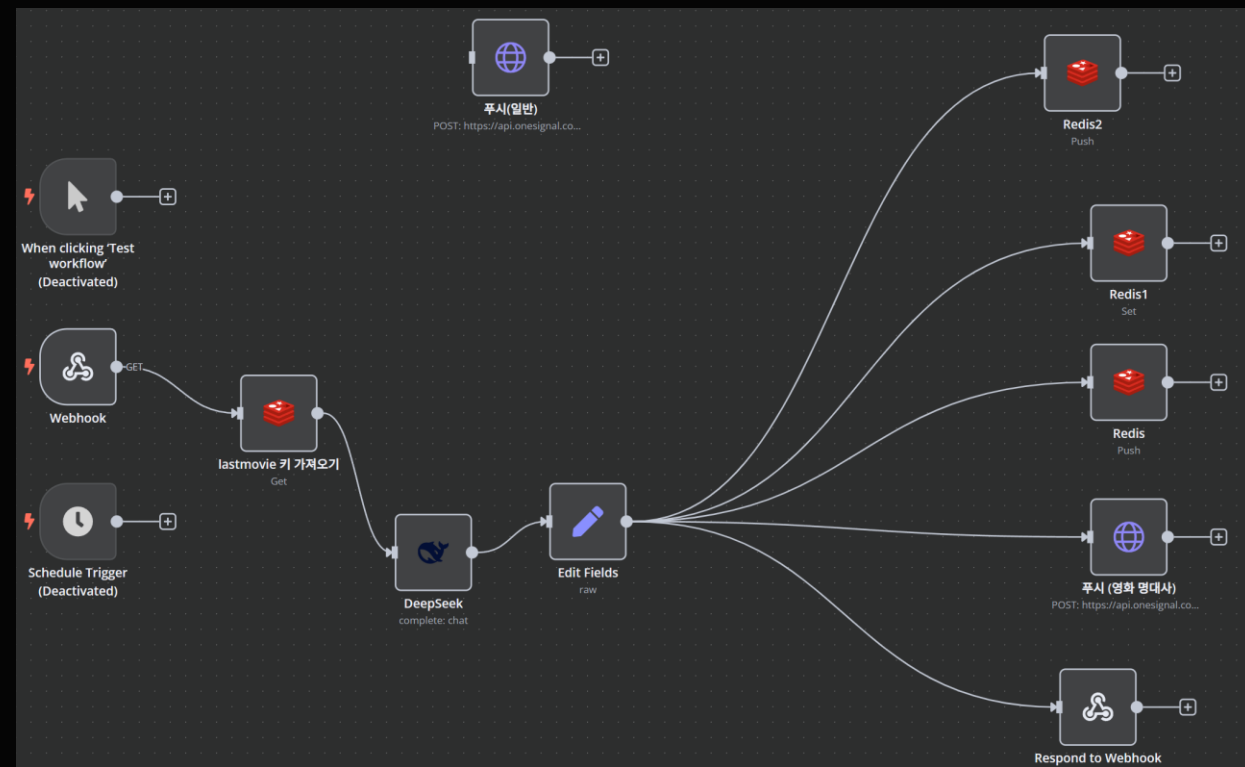 푸시(일반)
POST: https://api.onesignal.co...
Redis2
Push
When clicking ‘Test
workflow’
(Deactivated)
Redis1
Set
GET
Webhook
lastmovie 키 가져오기
Get
Redis
Push
Schedule Trigger
(Deactivated)
DeepSeek
complete: chat
Edit Fields
raw
푸시 (영화 명대사)
POST: https://api.onesignal.co...
Respond to Webhook